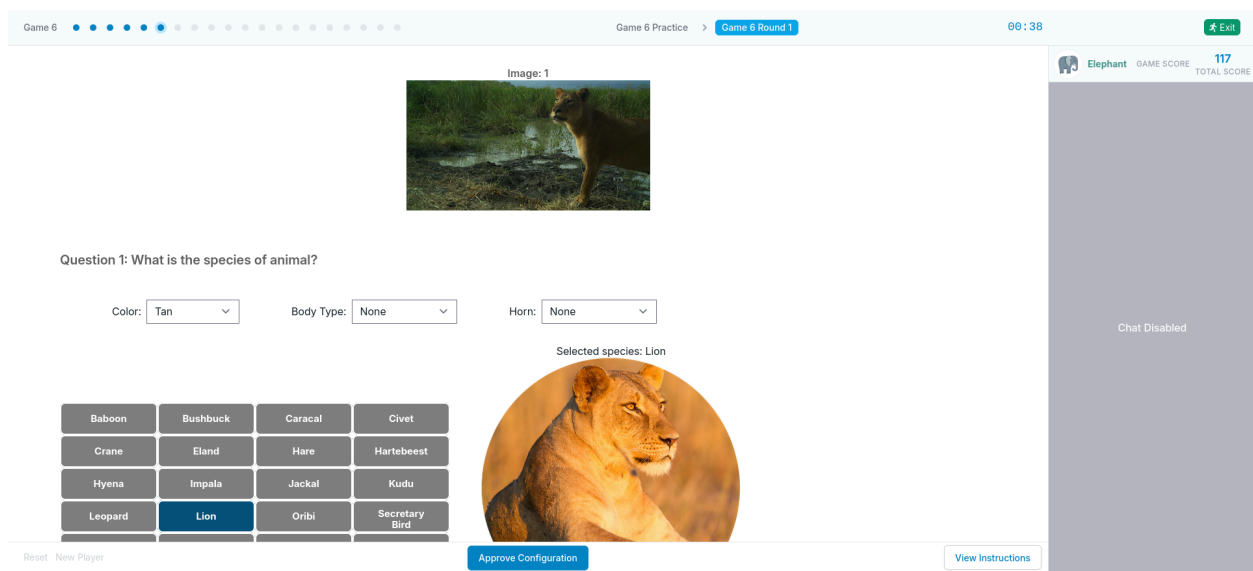 Game 6
Game 6 Practice > Game 6 Round 1
00:38
Exit
Elephant GAME SCORE 117 TOTAL SCORE
Image: 1
Question 1: What is the species of animal?
Color: Tan Body Type: None Horn: None
Selected species: Lion
Baboon Bushbuck Caracal Civet
Crane Eland Hare Hartebeest
Hyena Impala Jackal Kudu
Leopard Lion Oribi Secretary Bird
Chat Disabled
Reset New Player Approve Configuration View Instructions